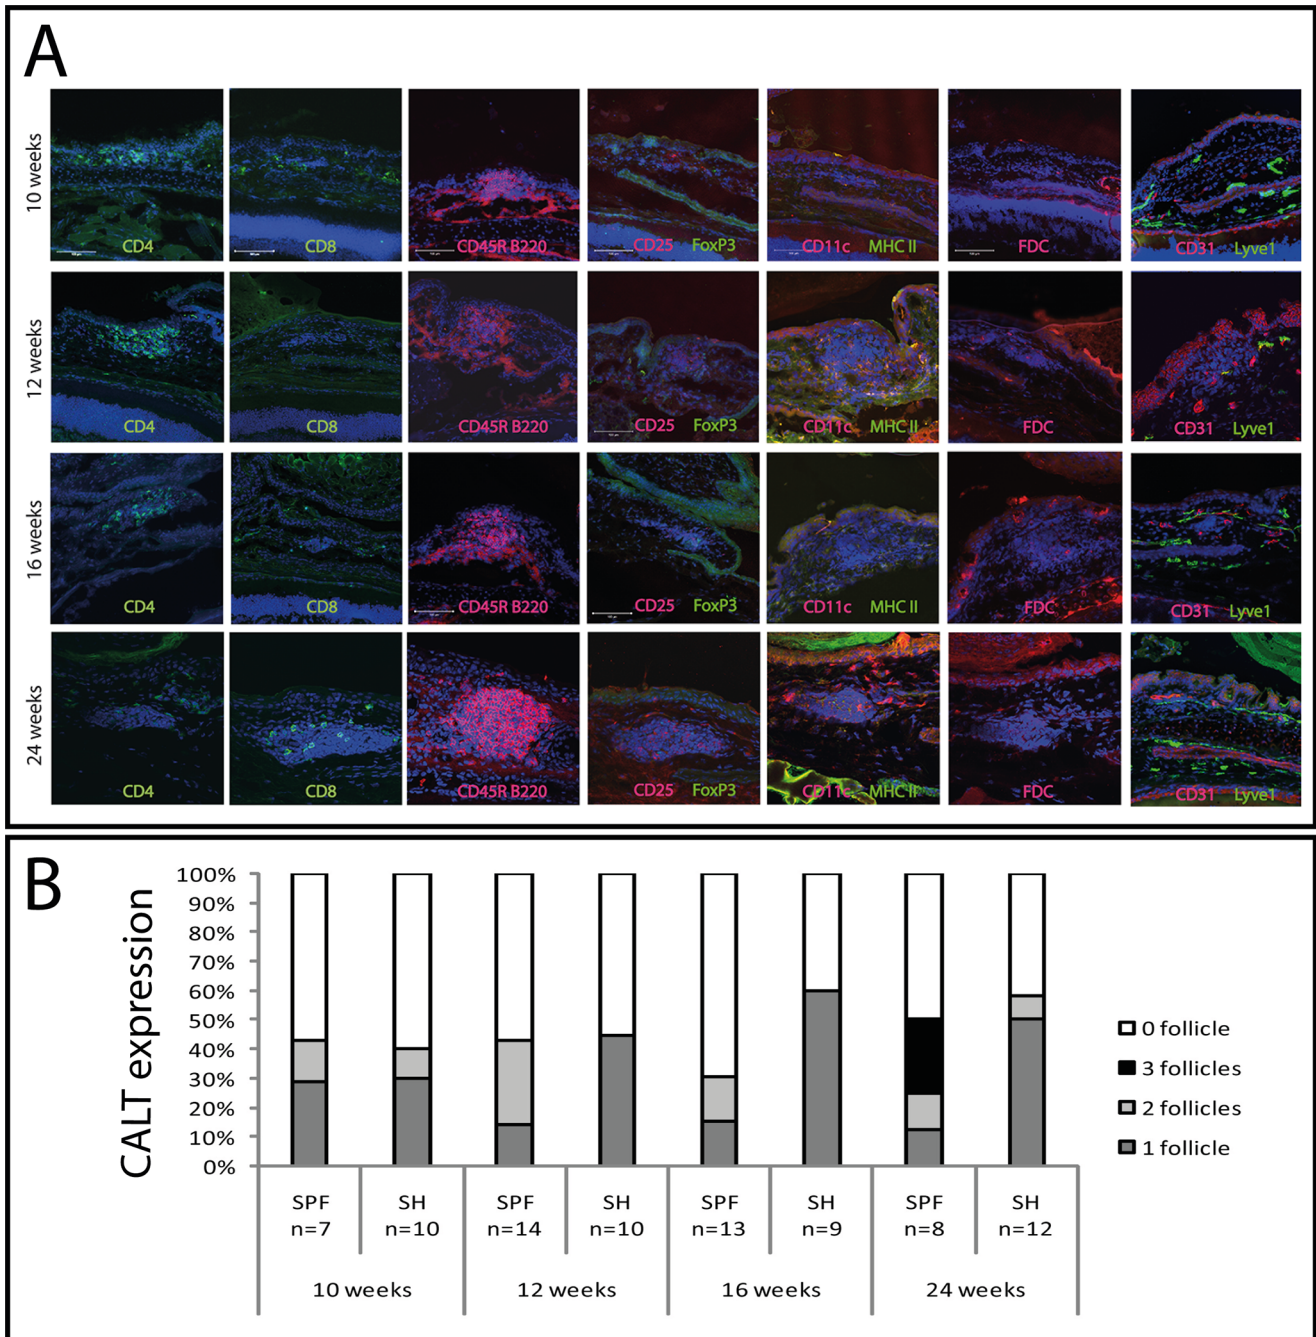 A
10 weeks
CD4
CD8
CD45R B220
CD25 FoxP3
CD11c MHC II
FDC
CD31 Lyve1
12 weeks
CD4
CD8
CD45R B220
CD25 FoxP3
CD11c MHC II
FDC
CD31 Lyve1
16 weeks
CD4
CD8
CD45R B220
CD25 FoxP3
CD11c MHC II
FDC
CD31 Lyve1
24 weeks
CD4
CD8
CD45R B220
CD25 FoxP3
CD11c MHC II
FDC
CD31 Lyve1
B
CALT expression
100%
90%
80%
70%
60%
50%
40%
30%
20%
10%
0%
0 follicle
3 follicles
2 follicles
1 follicle
SPF SH SPF SH SPF SH SPF SH
n=7 n=10 n=14 n=10 n=13 n=9 n=8 n=12
10 weeks 12 weeks 16 weeks 24 weeks